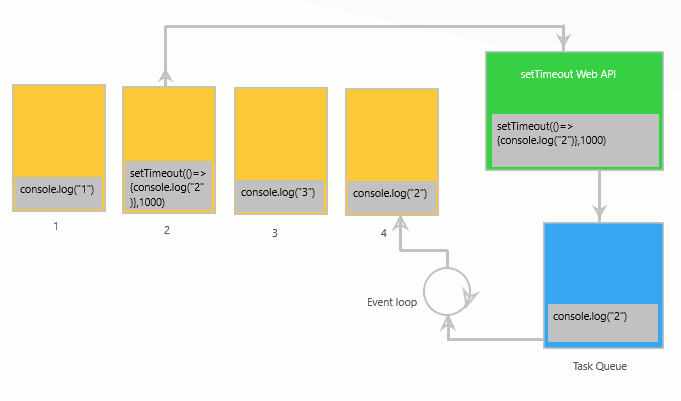 setTimeout Web API
setTimeout(()=>
{console.log("2")},1000)
console.log("1")
setTimeout(()=>
{console.log("2"
)},1000)
console.log("3")
console.log("2")
1
2
3
4
Event loop
console.log("2")
Task Queue